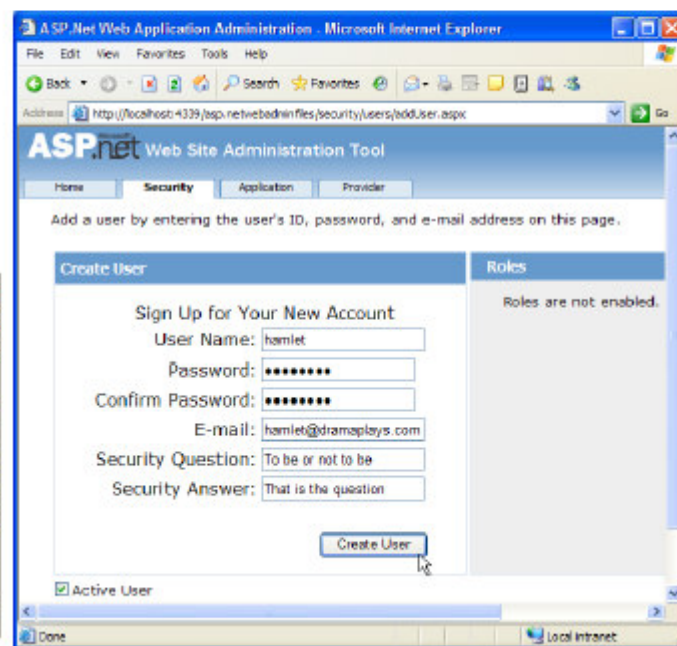 ASP.Net Web Application Administration - Microsoft Internet Explorer
File Edit View Favorites Tools Help
Back Search Favorites
Address http://localhost:4339/asp.netwebadminfiles/security/users/addUser.aspx Go
Microsoft
ASP.net Web Site Administration Tool
Home Security Application Provider
Add a user by entering the user's ID, password, and e-mail address on this page.
Create User Roles
Roles are not enabled.
Sign Up for Your New Account
User Name: hamlet
Password: ●●●●●●●●
Confirm Password: ●●●●●●●●
E-mail: hamlet@dramaplays.com
Security Question: To be or not to be
Security Answer: That is the question
Create User
Active User
Done Local intranet